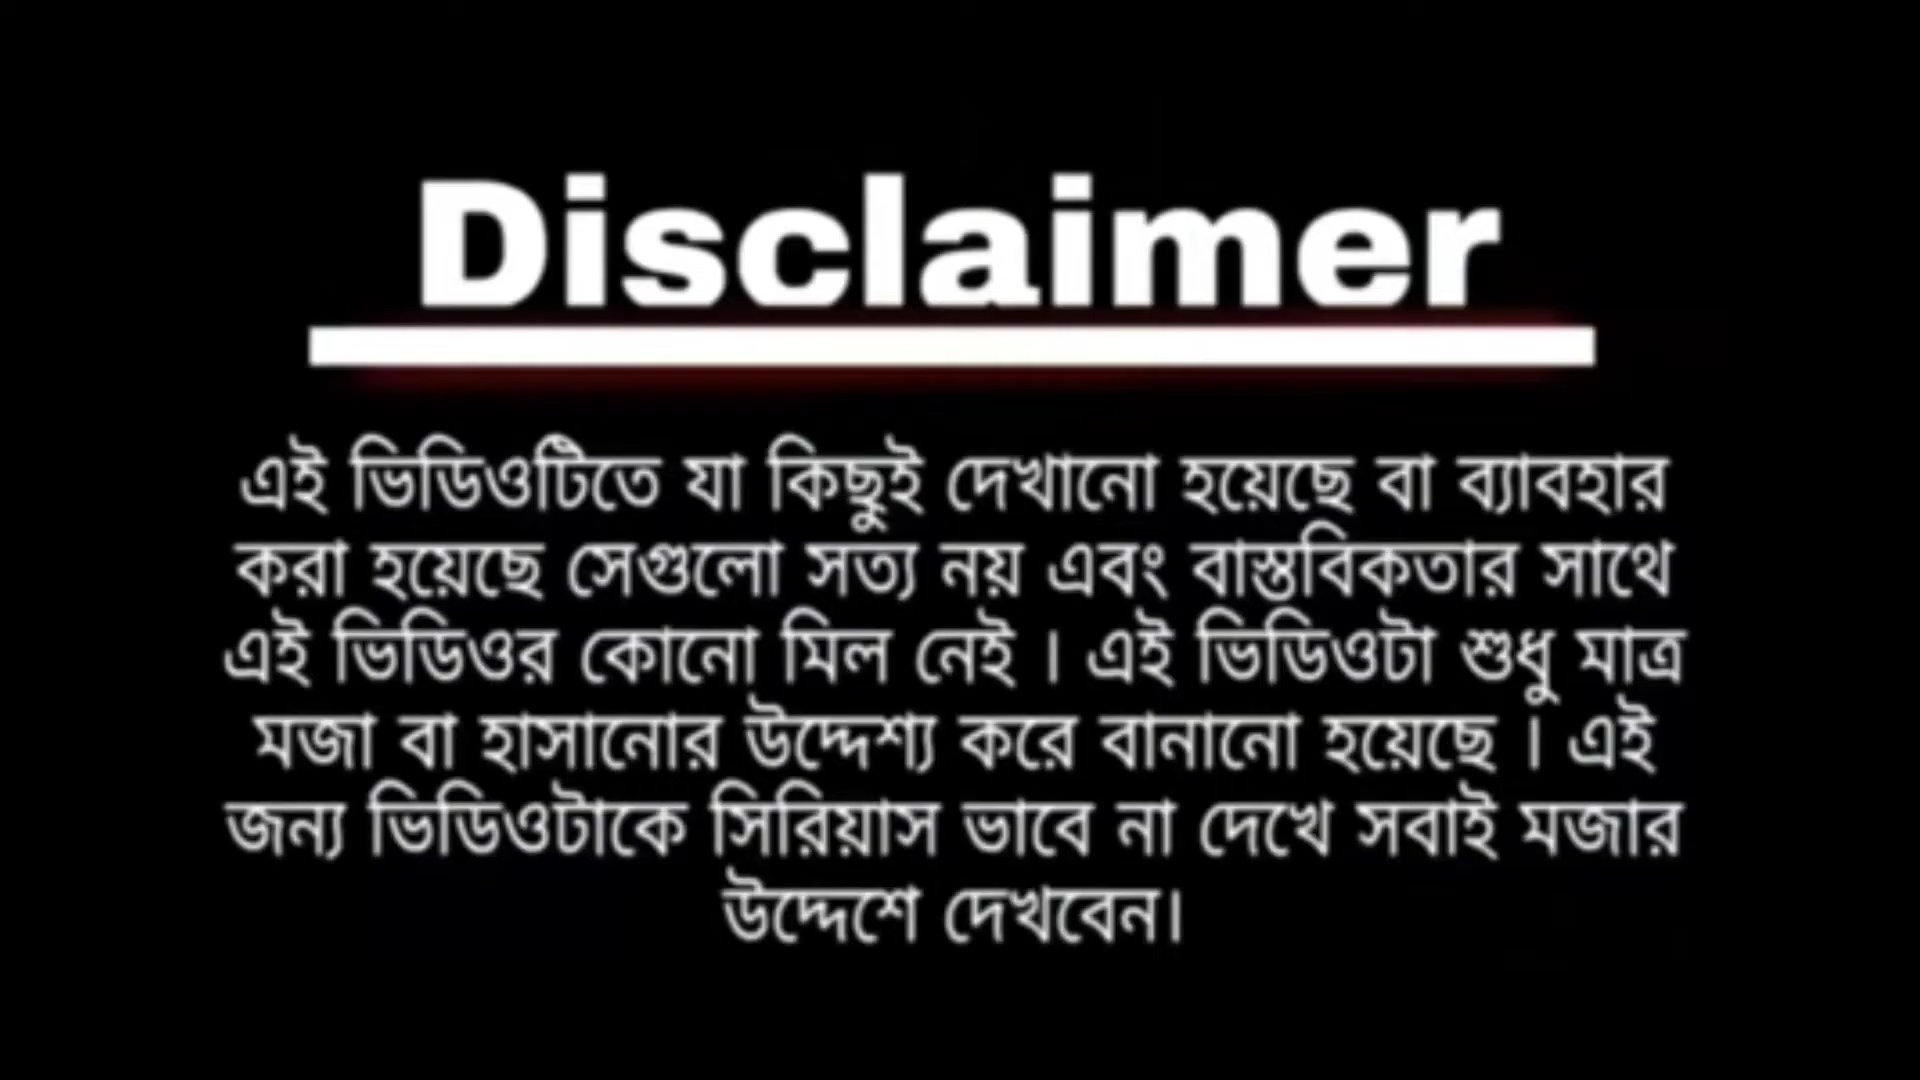 Disclaimer
এই ভিডিওটিতে যা কিছুই দেখানো হয়েছে বা ব্যাবহার
করা হয়েছে সেগুলো সত্য নয় এবং বাস্তবিকতার সাথে
এই ভিডিওর কোনো মিল নেই । এই ভিডিওটা শুধু মাত্র
মজা বা হাসানোর উদ্দেশ্য করে বানানো হয়েছে । এই
জন্য ভিডিওটাকে সিরিয়াস ভাবে না দেখে সবাই মজার
উদ্দেশে দেখবেন।